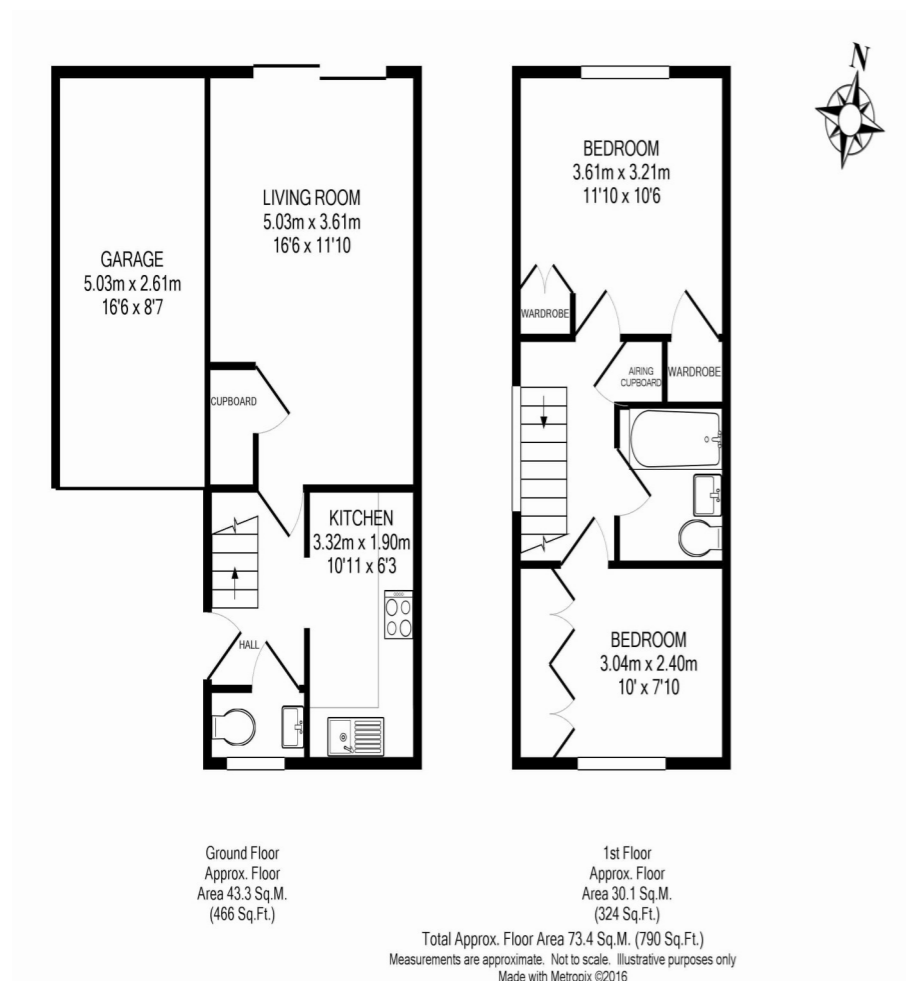 N
LIVING ROOM
5.03m x 3.61m
16'6 x 11'10
GARAGE
5.03m x 2.61m
16'6 x 8'7
CUPBOARD
KITCHEN
3.32m x 1.90m
10'11 x 6'3
HALL
BEDROOM
3.61m x 3.21m
11'10 x 10'6
WARDROBE
AIRING
CUPBOARD
WARDROBE
BEDROOM
3.04m x 2.40m
10' x 7'10
Ground Floor
Approx. Floor
Area 43.3 Sq.M.
(466 Sq.Ft.)
1st Floor
Approx. Floor
Area 30.1 Sq.M.
(324 Sq.Ft.)
Total Approx. Floor Area 73.4 Sq.M. (790 Sq.Ft.)
Measurements are approximate. Not to scale. Illustrative purposes only
Made with Metropix ©2016